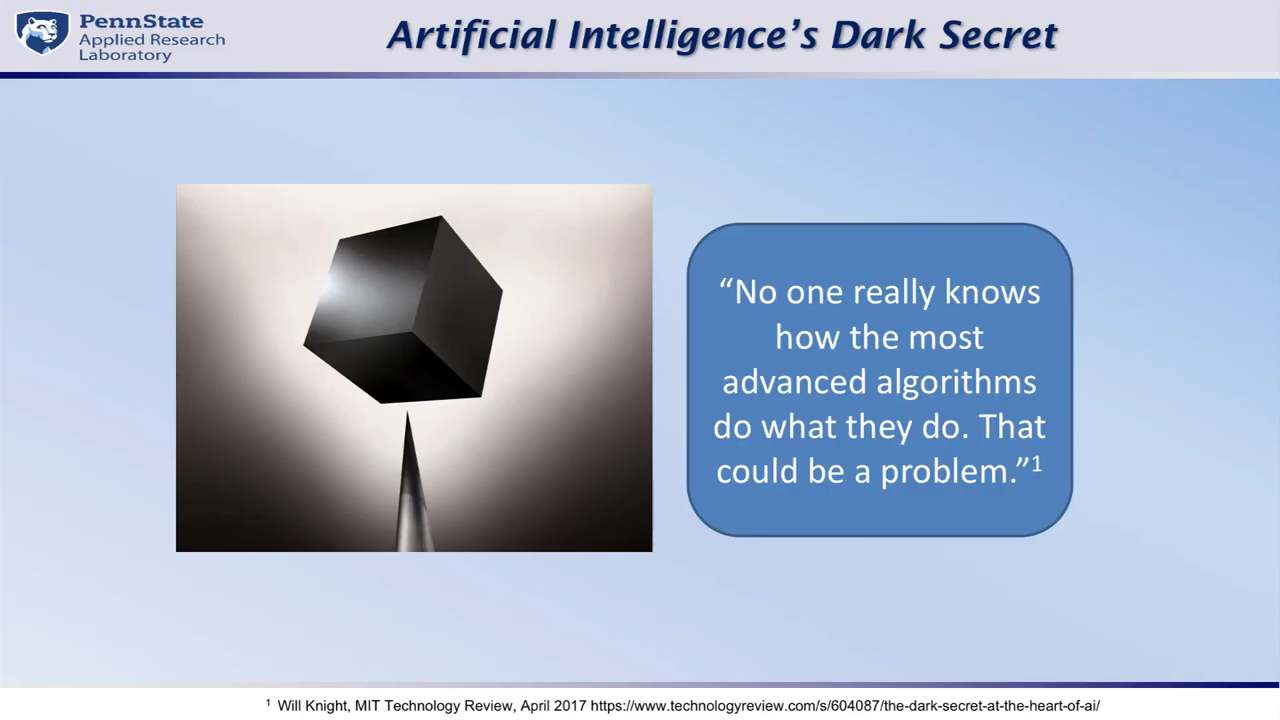 PennState
Applied Research
Laboratory
Artificial Intelligence’s Dark Secret
“No one really knows
how the most
advanced algorithms
do what they do. That
could be a problem.”1
1 Will Knight, MIT Technology Review, April 2017 https://www.technologyreview.com/s/604087/the-dark-secret-at-the-heart-of-ai/